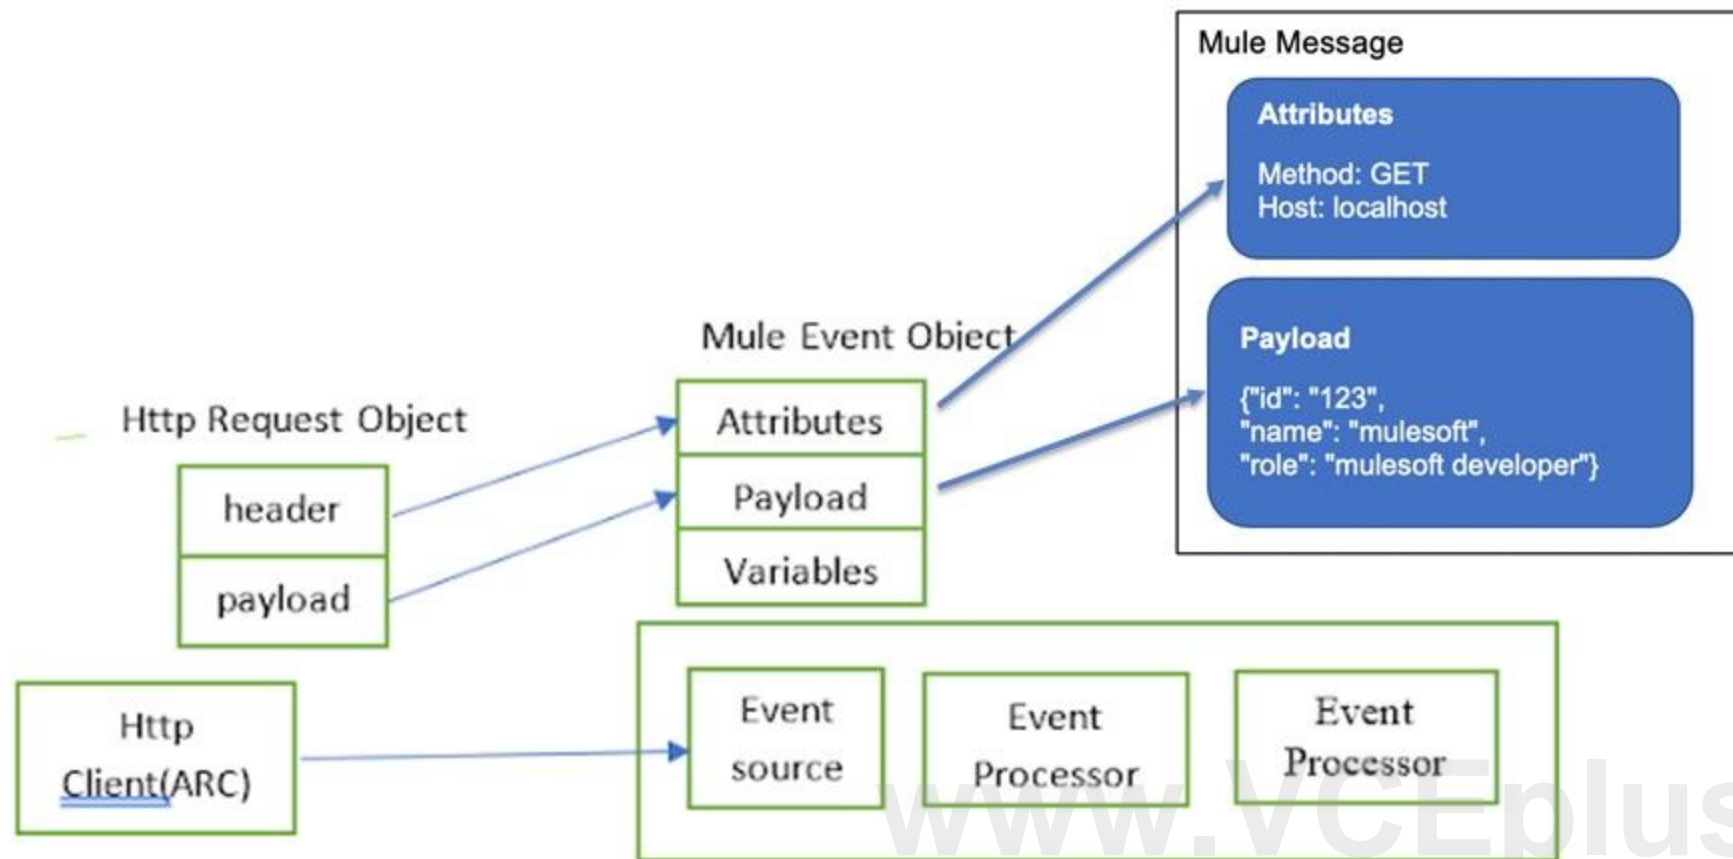 Mule Message
Attributes
Method: GET
Host: localhost
Payload
{"id": "123",
"name": "mulesoft",
"role": "mulesoft developer"}
Mule Event Object
Attributes
Payload
Variables
Http Request Object
header
payload
Http
Client(ARC)
Event
source
Event
Processor
Event
Processor
www.VCEplus